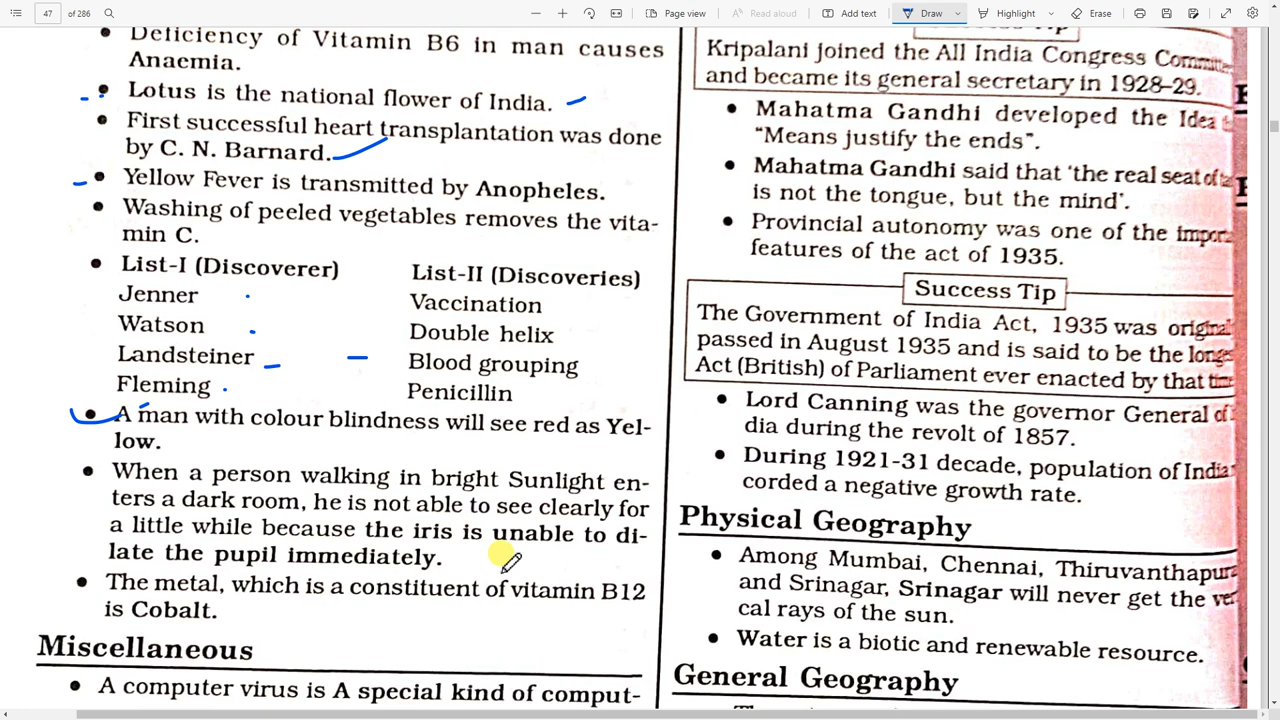 47
of 286
Page view
Read aloud
Add text
Draw
Highlight
Erase
Deficiency of Vitamin B6 in man causes
Anaemia.
• Lotus is the national flower of India.
• First successful heart transplantation was done
by C. N. Barnard.
• Yellow Fever is transmitted by Anopheles.
• Washing of peeled vegetables removes the vita-
min C.
• List-I (Discoverer) List-II (Discoveries)
Jenner Vaccination
Watson Double helix
Landsteiner Blood grouping
Fleming Penicillin
• A man with colour blindness will see red as Yel-
low.
• When a person walking in bright Sunlight en-
ters a dark room, he is not able to see clearly for
a little while because the iris is unable to di-
late the pupil immediately.
• The metal, which is a constituent of vitamin B12
is Cobalt.
Miscellaneous
• A computer virus is A special kind of comput-
Kripalani joined the All India Congress
and became its general secretary in 1928-29.
• Mahatma Gandhi developed the Idea
"Means justify the ends".
• Mahatma Gandhi said that 'the real seat of
is not the tongue, but the mind'.
• Provincial autonomy was one of the
features of the act of 1935.
Success Tip
The Government of India Act, 1935 was
passed in August 1935 and is said to be the
Act (British) of Parliament ever enacted by that
• Lord Canning was the governor General of
dia during the revolt of 1857.
• During 1921-31 decade, population of India
corded a negative growth rate.
Physical Geography
• Among Mumbai, Chennai,
and Srinagar, Srinagar will never get the
cal rays of the sun.
• Water is a biotic and renewable resource.
General Geography